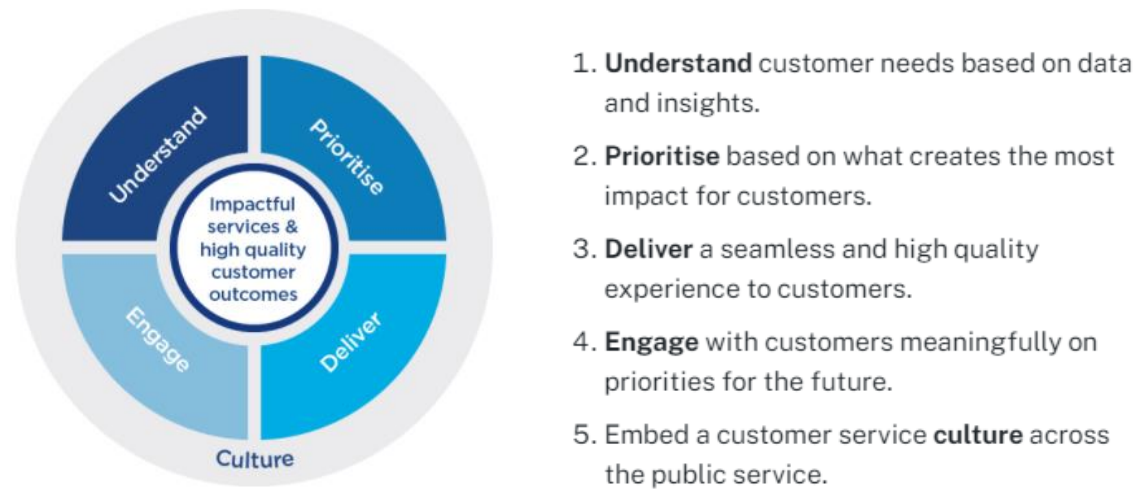 Understand
Prioritise
Impactful
services &
high quality
customer
outcomes
Engage
Deliver
Culture
1. Understand customer needs based on data
and insights.
2. Prioritise based on what creates the most
impact for customers.
3. Deliver a seamless and high quality
experience to customers.
4. Engage with customers meaningfully on
priorities for the future.
5. Embed a customer service culture across
the public service.